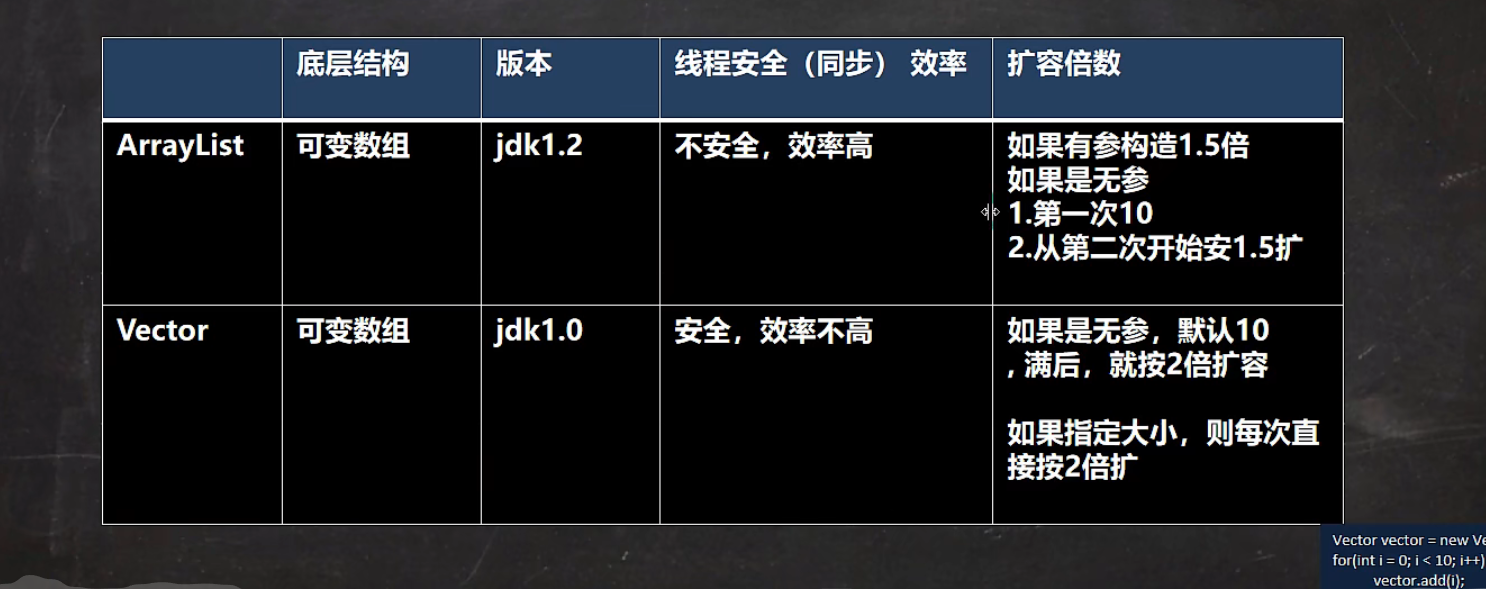 底层结构 版本 线程安全（同步） 效率 扩容倍数
ArrayList 可变数组 jdk1.2 不安全，效率高 如果有参构造1.5倍
如果是无参
1.第一次10
2.从第二次开始安1.5扩
Vector 可变数组 jdk1.0 安全，效率不高 如果是无参，默认10
, 满后，就按2倍扩容
如果指定大小，则每次直
接按2倍扩
Vector vector = new Ve
for(int i = 0; i < 10; i++)
vector.add(i);